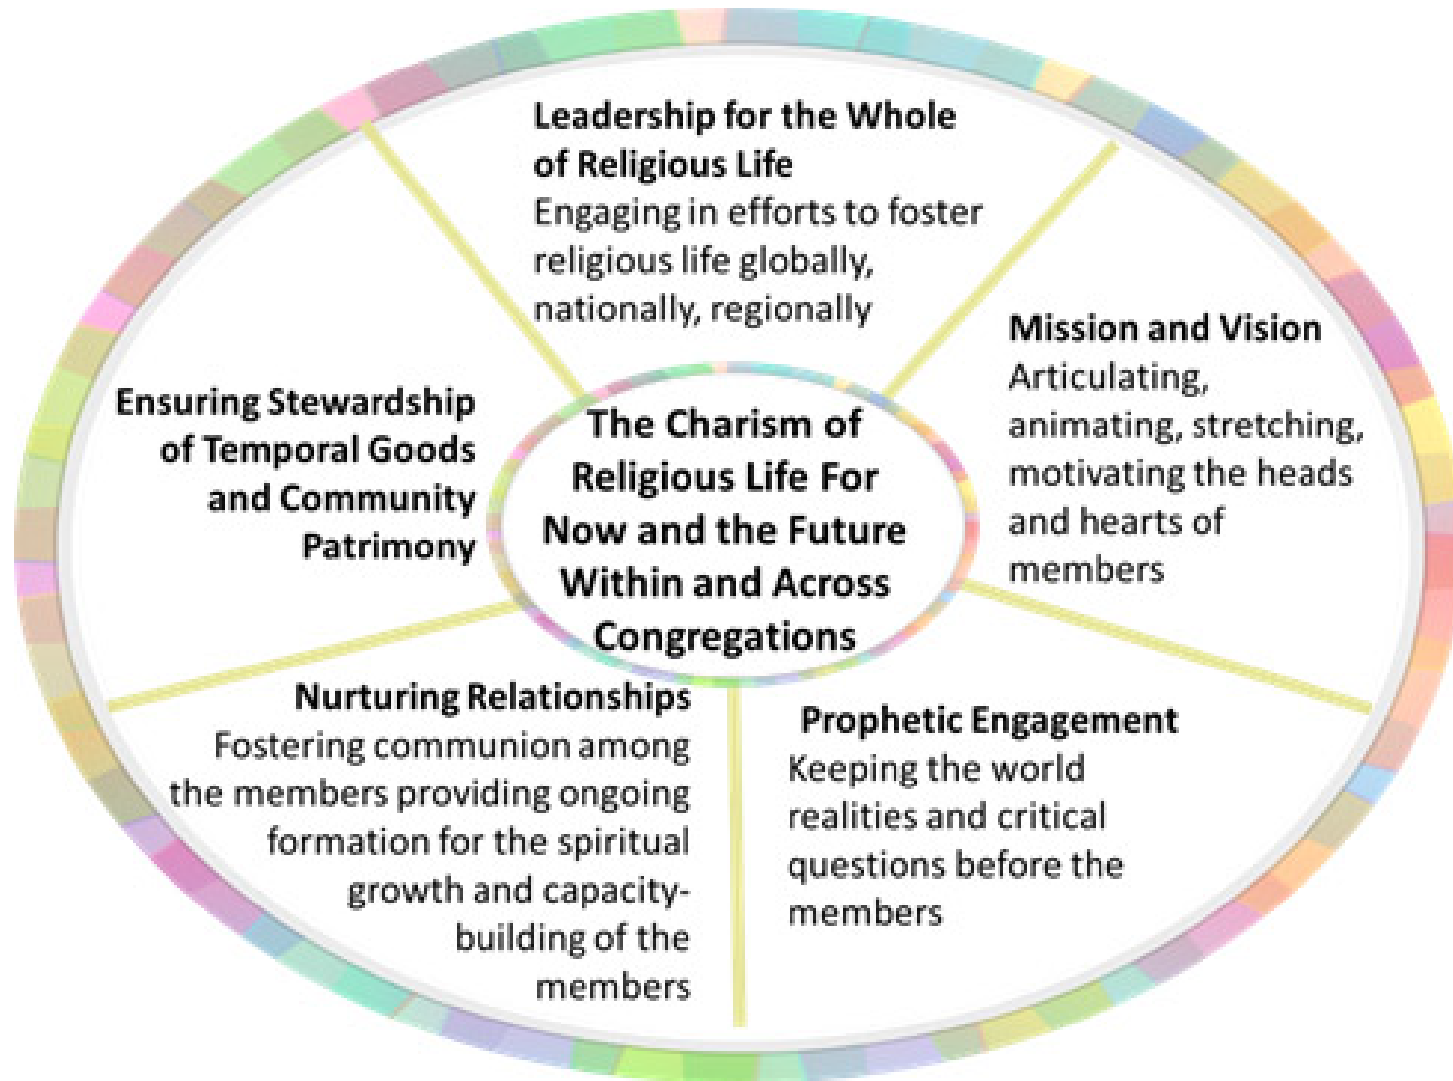 Leadership for the Whole
of Religious Life
Engaging in efforts to foster
religious life globally,
nationally, regionally
Mission and Vision
Articulating,
animating, stretching,
motivating the heads
and hearts of
members
Prophetic Engagement
Keeping the world
realities and critical
questions before the
members
Nurturing Relationships
Fostering communion among
the members providing ongoing
formation for the spiritual
growth and capacity-
building of the
members
Ensuring Stewardship
of Temporal Goods
and Community
Patrimony
The Charism of
Religious Life For
Now and the Future
Within and Across
Congregations